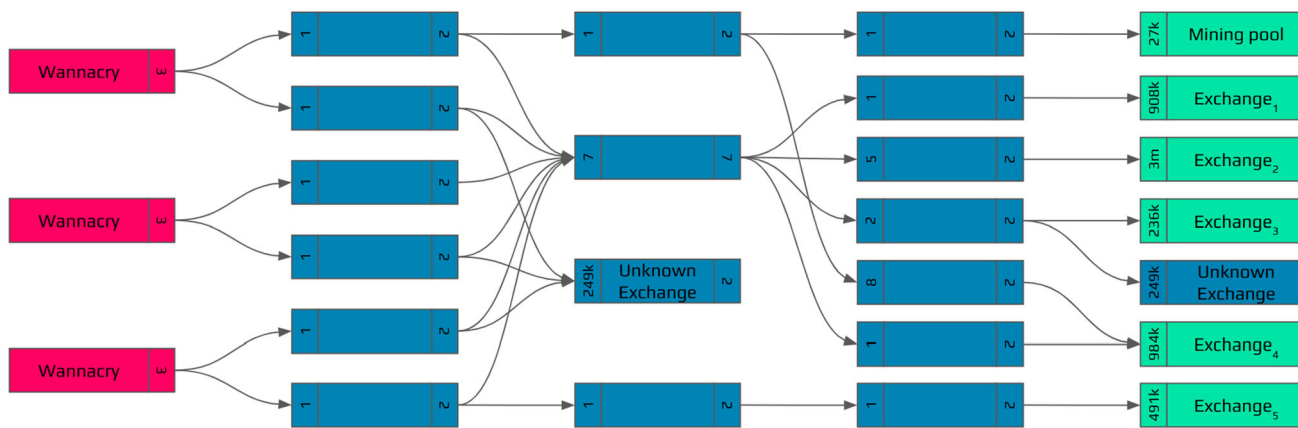 Wannacry 3
Wannacry 3
Wannacry 3
1 2
1 2
1 2
1 2
1 2
1 2
1 2
7 7
249k Unknown 2
Exchange
1 2
1 2
1 2
5 2
2 2
8 2
1 2
1 2
27k Mining pool
908k Exchange₁
3m Exchange₂
236k Exchange₃
249k Unknown
Exchange
984k Exchange₄
491k Exchange₅